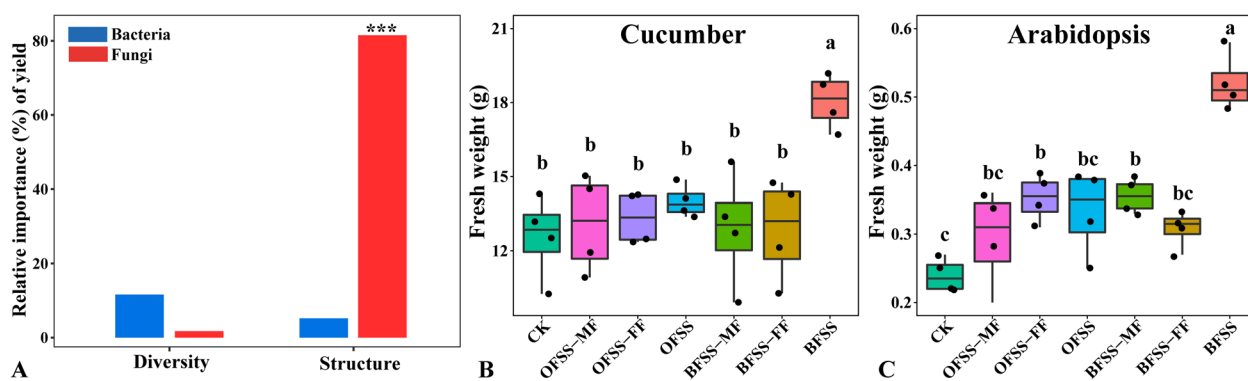 Relative importance (%) of yield
80
60
40
20
0
Bacteria
Fungi
***
Diversity
Structure
A
Cucumber
Fresh weight (g)
21
18
15
12
b
b
b
b
b
b
a
CK
OFSS−MF
OFSS−FF
OFSS
BFSS−MF
BFSS−FF
BFSS
B
Arabidopsis
Fresh weight (g)
0.6
0.5
0.4
0.3
0.2
c
bc
b
bc
b
bc
a
CK
OFSS−MF
OFSS−FF
OFSS
BFSS−MF
BFSS−FF
BFSS
C